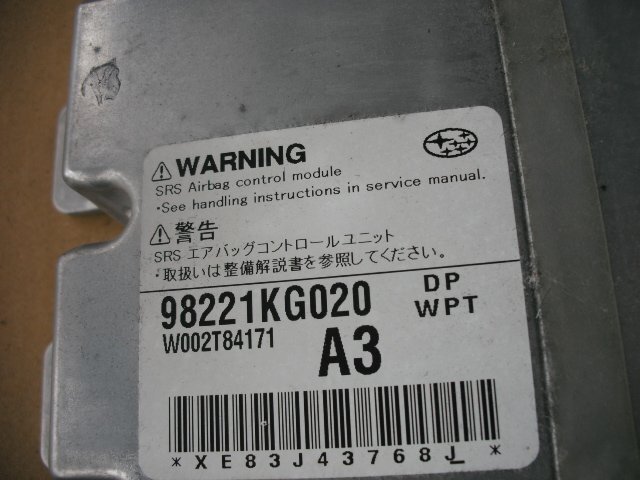 ⚠ WARNING
SRS Airbag control module
・See handling instructions in service manual.
⚠ 警告
SRS エアバッグコントロールユニット
・取扱いは整備解説書を参照してください。
98221KG020 DP
W002T84171 A3 WPT
*XE83J43768J_*